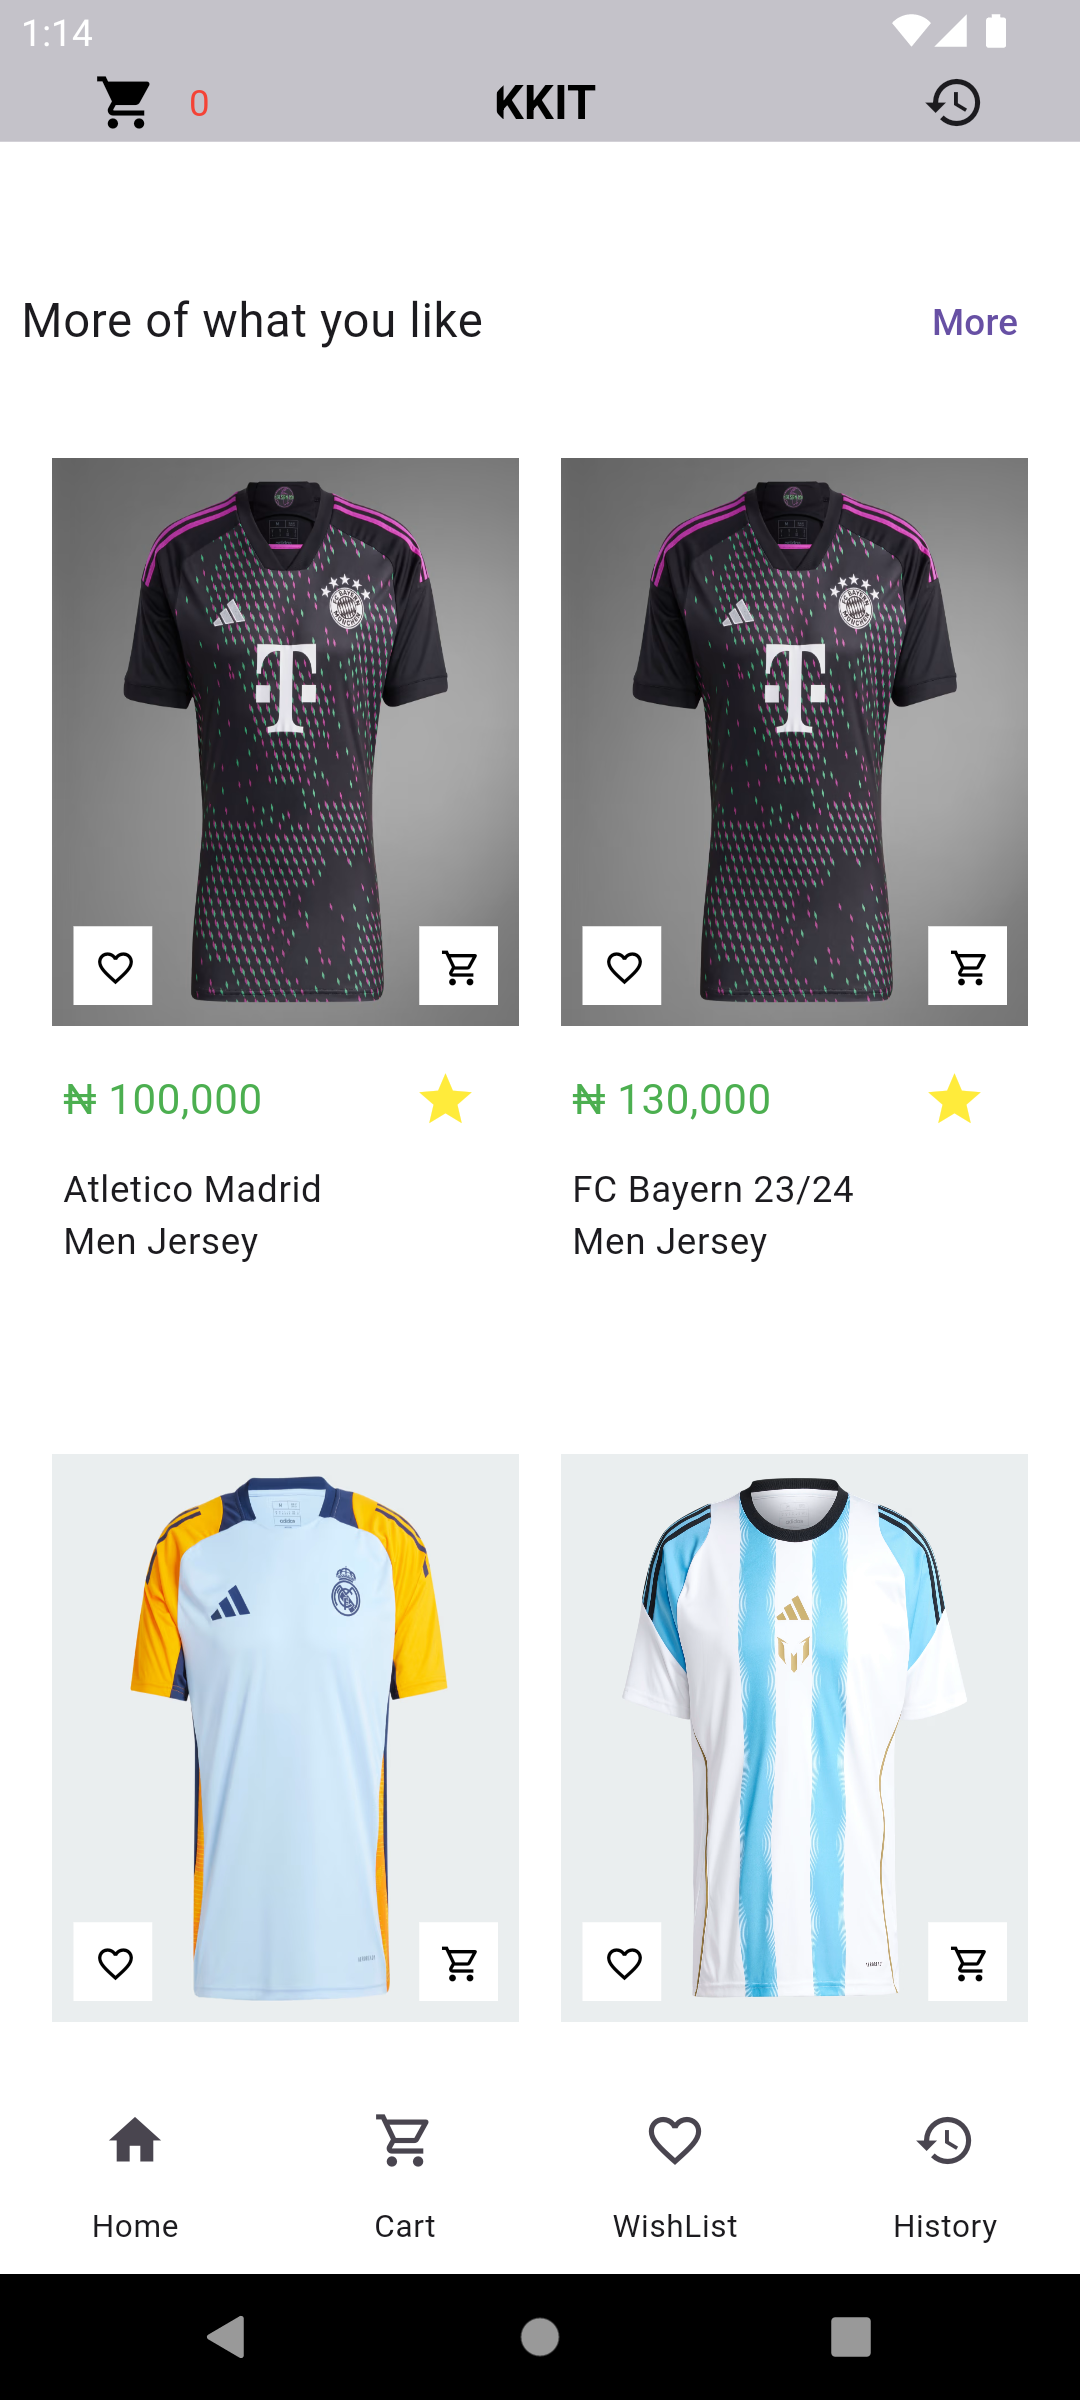 1:14
0
KKIT
More of what you like
More
T
T
₦ 100,000
₦ 130,000
Atletico Madrid
Men Jersey
FC Bayern 23/24
Men Jersey
Home
Cart
WishList
History